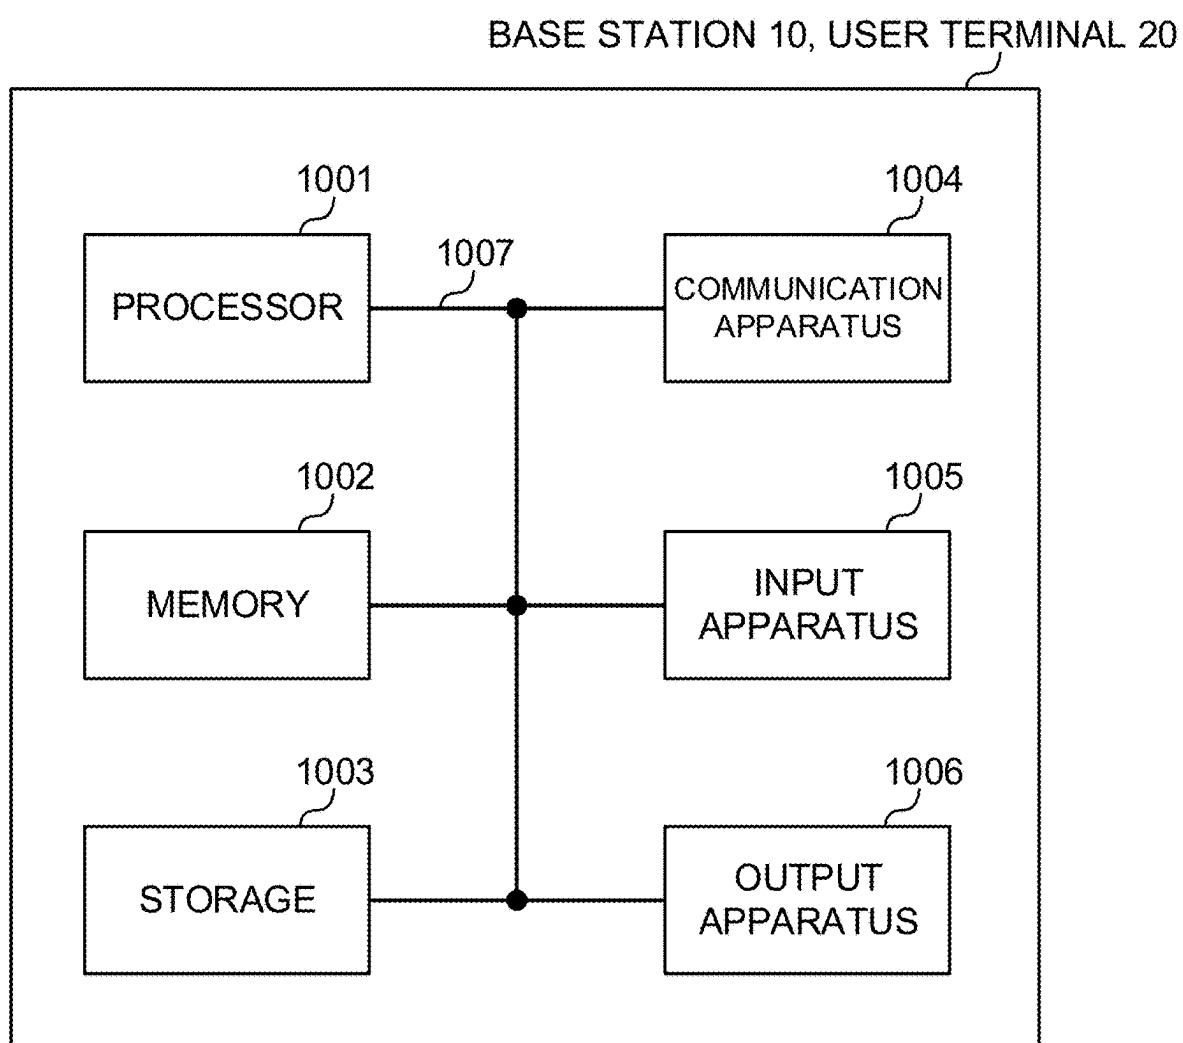 BASE STATION 10, USER TERMINAL 20
1001
1004
1007
PROCESSOR
COMMUNICATION
APPARATUS
1002
1005
MEMORY
INPUT
APPARATUS
1003
1006
STORAGE
OUTPUT
APPARATUS